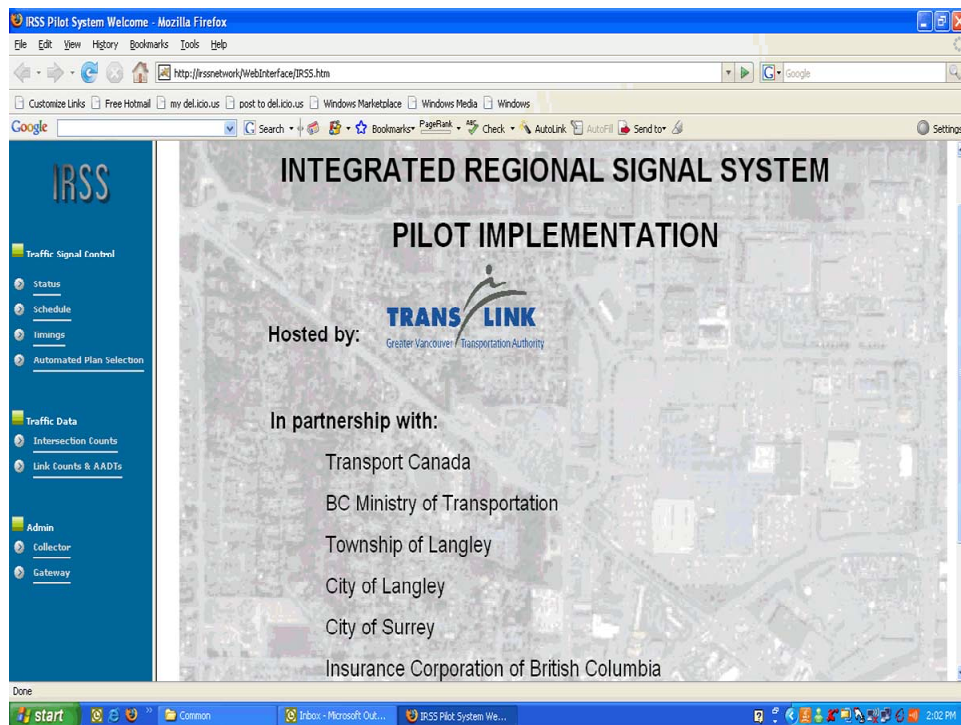 IRSS Pilot System Welcome - Mozilla Firefox
File Edit View History Bookmarks Tools Help
http://irssnetwork/WebInterface/IRSS.htm
G Google
Customize Links Free Hotmail my del.icio.us post to del.icio.us Windows Marketplace Windows Media Windows
Google G Search Bookmarks PageRank ABC Check AutoLink AutoFill Send to Settings
IRSS
Traffic Signal Control
Status
Schedule
Timings
Automated Plan Selection
Traffic Data
Intersection Counts
Link Counts & AADTs
Admin
Collector
Gateway
INTEGRATED REGIONAL SIGNAL SYSTEM
PILOT IMPLEMENTATION
Hosted by:
TRANS LINK
Greater Vancouver Transportation Authority
In partnership with:
Transport Canada
BC Ministry of Transportation
Township of Langley
City of Langley
City of Surrey
Insurance Corporation of British Columbia
Done
start Common Inbox - Microsoft Out... IRSS Pilot System We... 2:02 PM